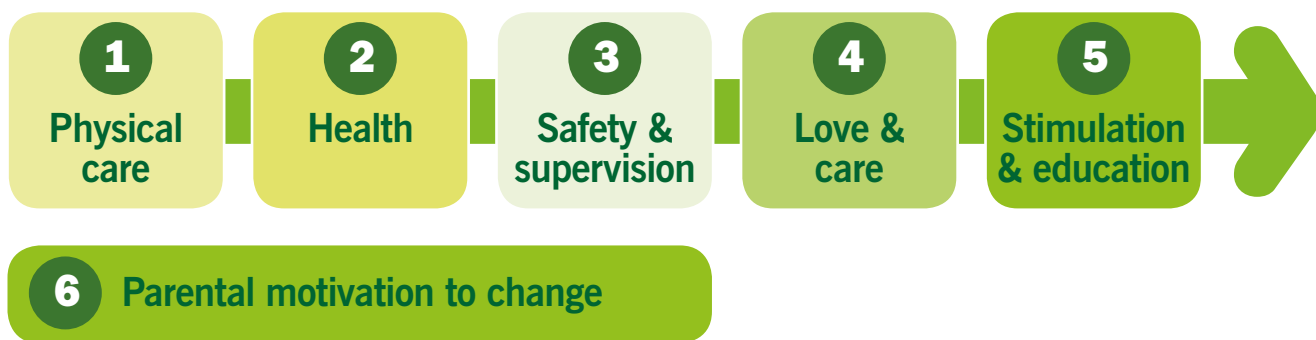 1
Physical
care
2
Health
3
Safety &
supervision
4
Love &
care
5
Stimulation
& education
6 Parental motivation to change